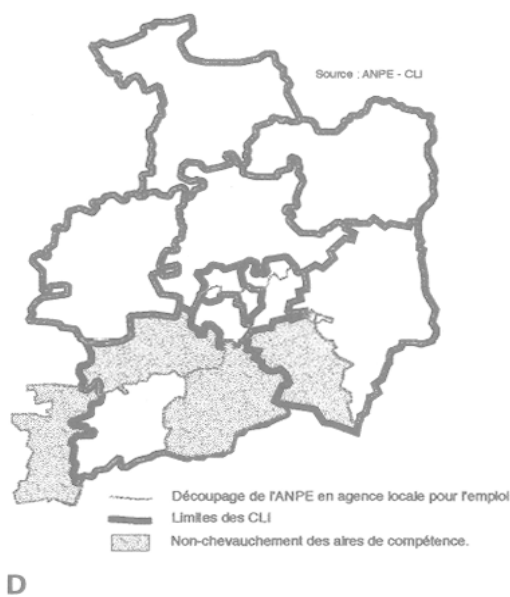 Source : ANPE - CLI
Découpage de l'ANPE en agence locale pour l'emploi
Limites des CLI
Non-chevauchement des aires de compétence.
D